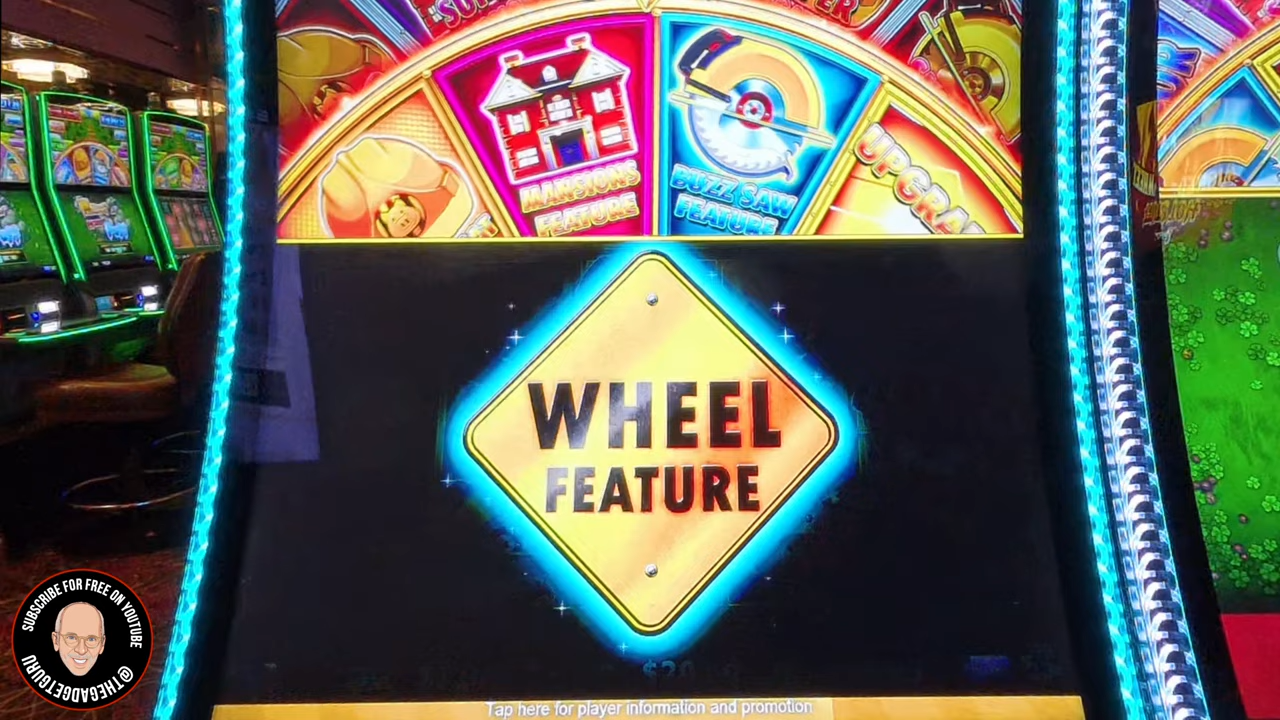 MANSIONS
FEATURE
BUZZ SAW
FEATURE
WHEEL
FEATURE
$20
Tap here for player information and promotion
SUBSCRIBE FOR FREE ON YOUTUBE
@THEGADGETGURU